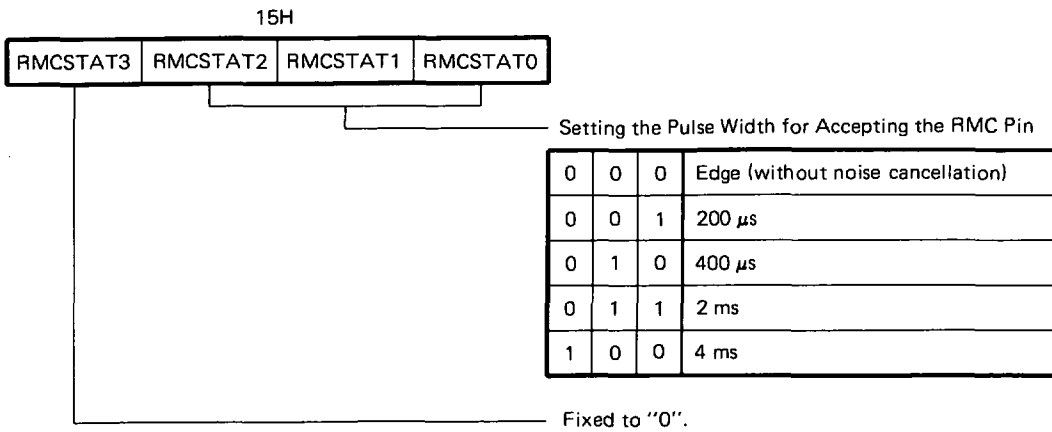 15H
RMCSTAT3 RMCSTAT2 RMCSTAT1 RMCSTAT0
Setting the Pulse Width for Accepting the RMC Pin
0 0 0 Edge (without noise cancellation)
0 0 1 200 μs
0 1 0 400 μs
0 1 1 2 ms
1 0 0 4 ms
Fixed to "0".